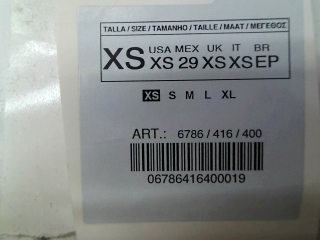 TALLA / SIZE / TAMANHO / TAILLE / MAAT / ΜΕΓΕΘΟΣ
XS USA MEX UK IT BR
XS 29 XS XS EP
XS S M L XL
ART.: 6786 / 416 / 400
06786416400019